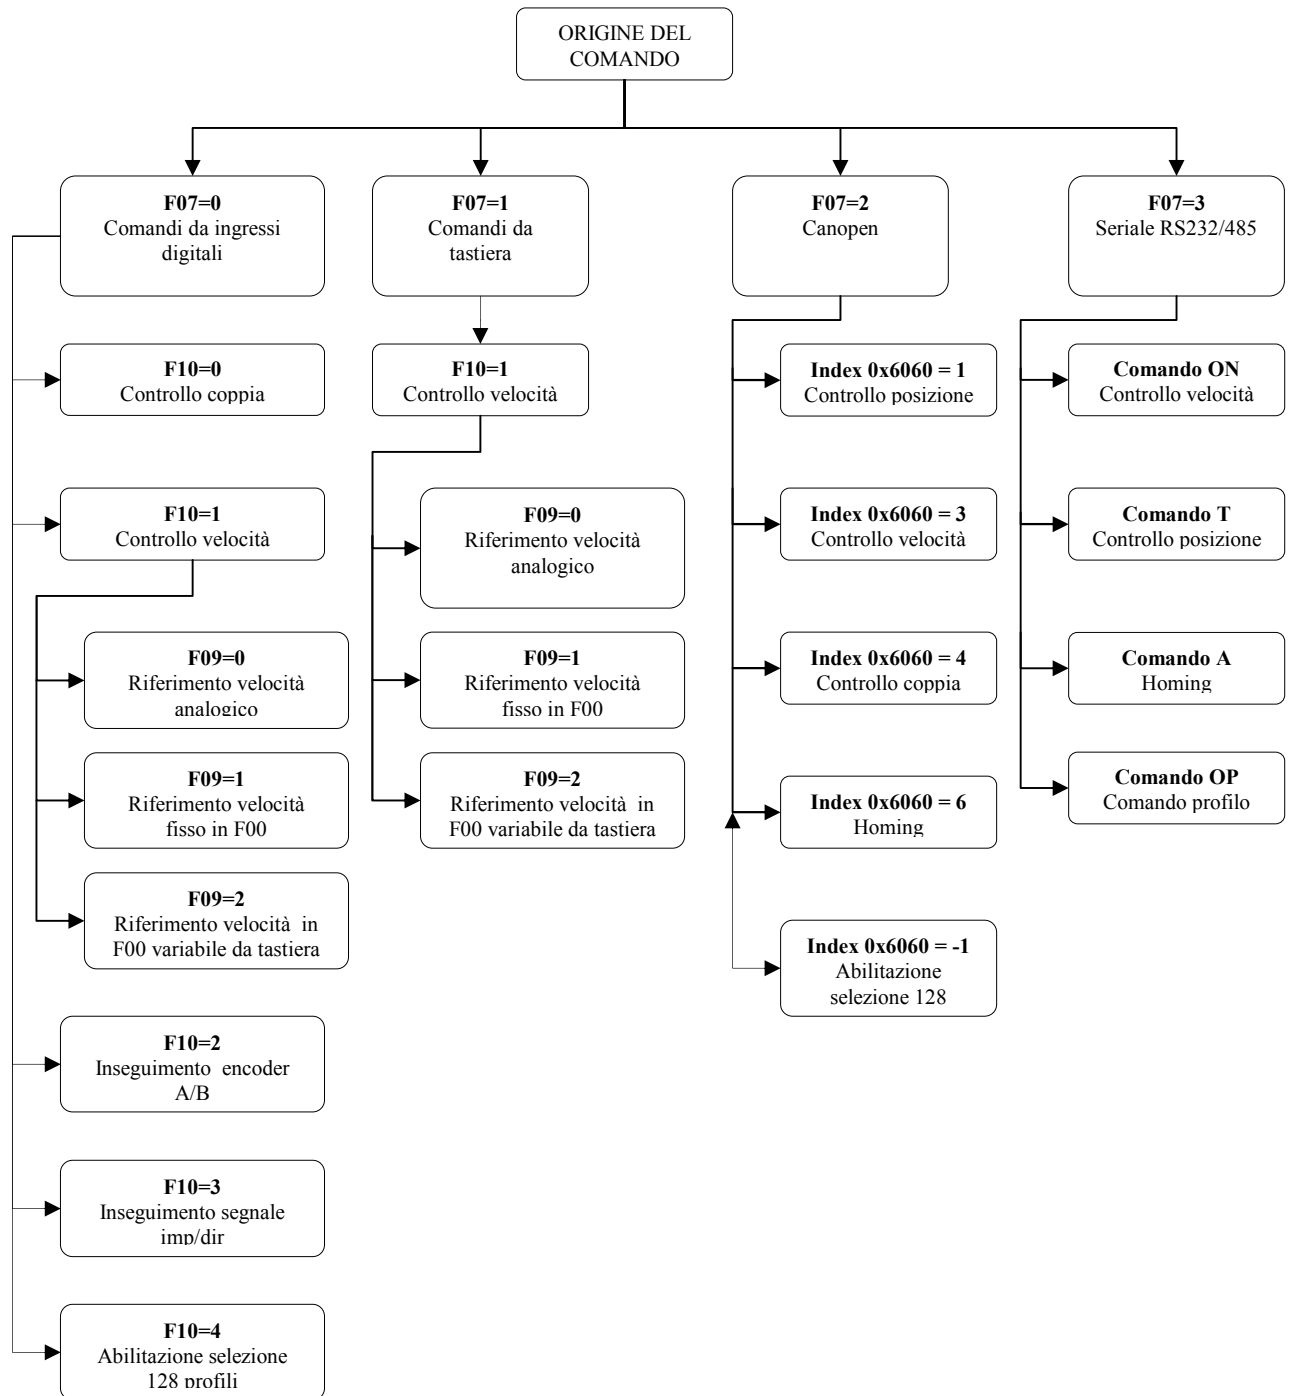 ORIGINE DEL
COMANDO
F07=0
Comandi da ingressi
digitali
F07=1
Comandi da
tastiera
F07=2
Canopen
F07=3
Seriale RS232/485
F10=0
Controllo coppia
F10=1
Controllo velocità
F09=0
Riferimento velocità
analogico
F09=1
Riferimento velocità
fisso in F00
F09=2
Riferimento velocità in
F00 variabile da tastiera
F10=2
Inseguimento encoder
A/B
F10=3
Inseguimento segnale
imp/dir
F10=4
Abilitazione selezione
128 profili
F10=1
Controllo velocità
F09=0
Riferimento velocità
analogico
F09=1
Riferimento velocità
fisso in F00
F09=2
Riferimento velocità in
F00 variabile da tastiera
Index 0x6060 = 1
Controllo posizione
Index 0x6060 = 3
Controllo velocità
Index 0x6060 = 4
Controllo coppia
Index 0x6060 = 6
Homing
Index 0x6060 = -1
Abilitazione
selezione 128
Comando ON
Controllo velocità
Comando T
Controllo posizione
Comando A
Homing
Comando OP
Comando profilo